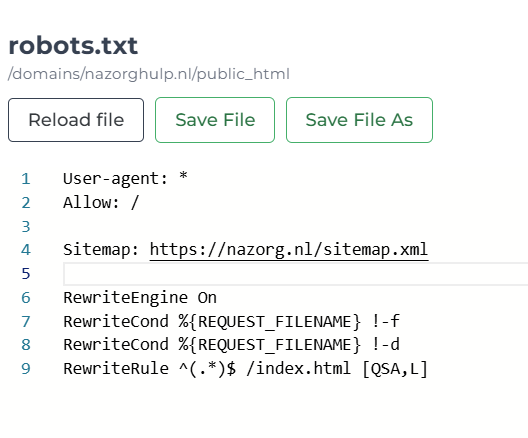 robots.txt
/domains/nazorghulp.nl/public_html
Reload file
Save File
Save File As
1 User-agent: *
2 Allow: /
3
4 Sitemap: https://nazorg.nl/sitemap.xml
5
6 RewriteEngine On
7 RewriteCond %{REQUEST_FILENAME} !-f
8 RewriteCond %{REQUEST_FILENAME} !-d
9 RewriteRule ^(.*)$ /index.html [QSA,L]